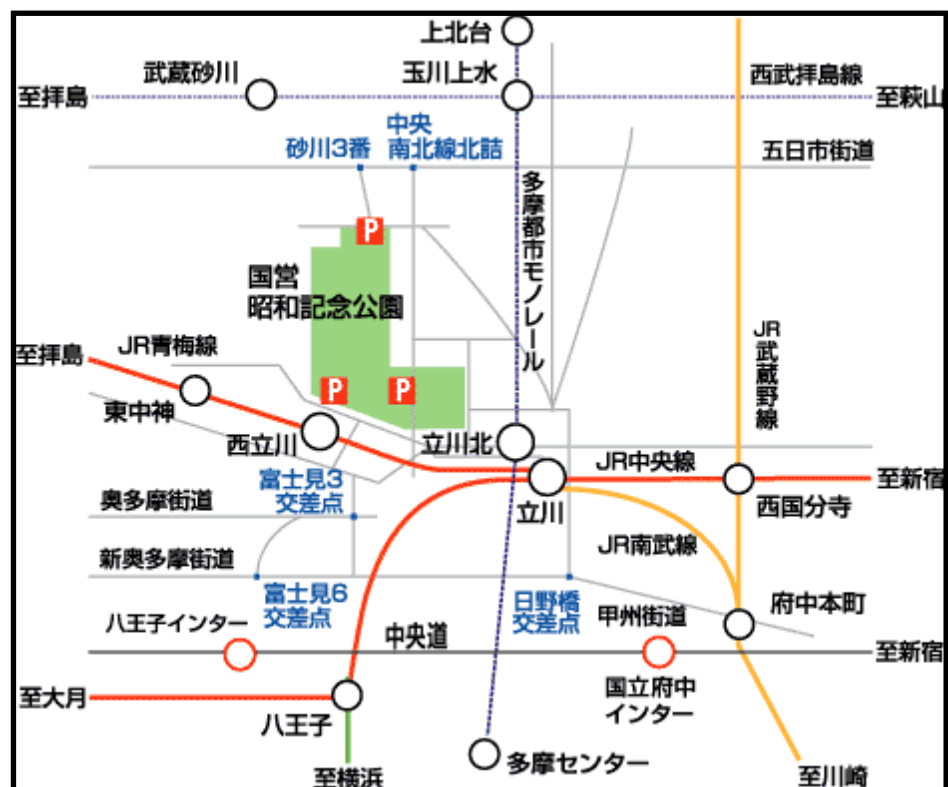 上北台
武蔵砂川
玉川上水
西武拝島線
至拝島
至萩山
中央
南北線北詰
砂川3番
五日市街道
多摩都市モノレール
P
国営
昭和記念公園
JR武蔵野線
JR青梅線
至拝島
P
P
東中神
西立川
立川北
JR中央線
至新宿
富士見3
交差点
立川
西国分寺
奥多摩街道
JR南武線
新奥多摩街道
富士見6
交差点
日野橋
交差点
甲州街道
府中本町
八王子インター
中央道
至新宿
至大月
国立府中
インター
八王子
多摩センター
至横浜
至川崎